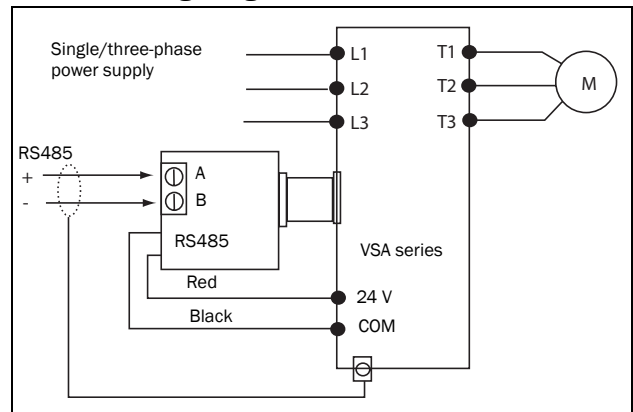 Single/three-phase
power supply
L1
T1
L2
T2
M
L3
T3
RS485
+
A
-
B
RS485
VSA series
Red
24 V
Black
COM